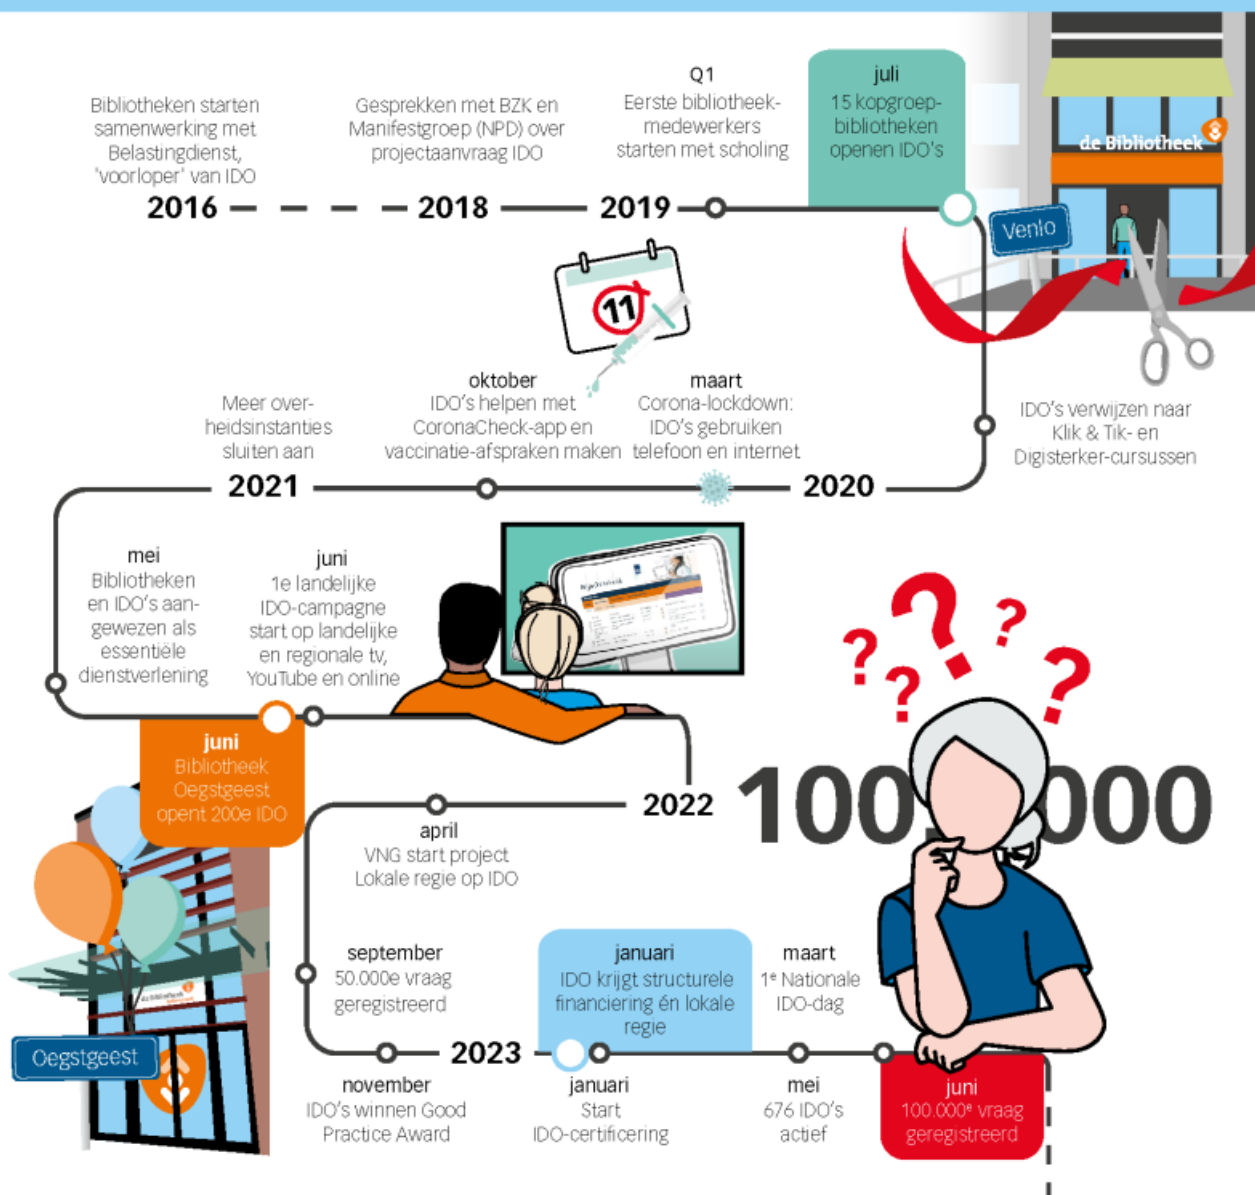 Bibliotheken starten
samenwerking met
Belastingdienst,
'voorloper' van IDO
2016
Gesprekken met BZK en
Manifestgroep (NPD) over
projectaanvraag IDO
2018
2019
Q1
Eerste bibliotheek-
medewerkers
starten met scholing
juli
15 kopgroep-
bibliotheken
openen IDO's
de Bibliotheek
Venlo
11
IDO's verwijzen naar
Klik & Tik- en
Digisterker-cursussen
2020
maart
Corona-lockdown:
IDO's gebruiken
telefoon en internet
oktober
IDO's helpen met
CoronaCheck-app en
vaccinatie-afspraken maken
2021
Meer over-
heidsinstanties
sluiten aan
mei
Bibliotheken
en IDO's aan-
gewezen als
essentiële
dienstverlening
juni
Bibliotheek
Oegstgeest
opent 200e IDO
juni
1e landelijke
IDO-campagne
start op landelijke
en regionale tv,
YouTube en online
2022
april
VNG start project
Lokale regie op IDO
september
50.000e vraag
geregistreerd
november
IDO's winnen Good
Practice Award
2023
januari
IDO krijgt structurele
financiering én lokale
regie
januari
Start
IDO-certificering
maart
1e Nationale
IDO-dag
mei
676 IDO's
actief
juni
100.000e vraag
geregistreerd
100.000
? ? ? ? ?
de Bibliotheek
Oegstgeest